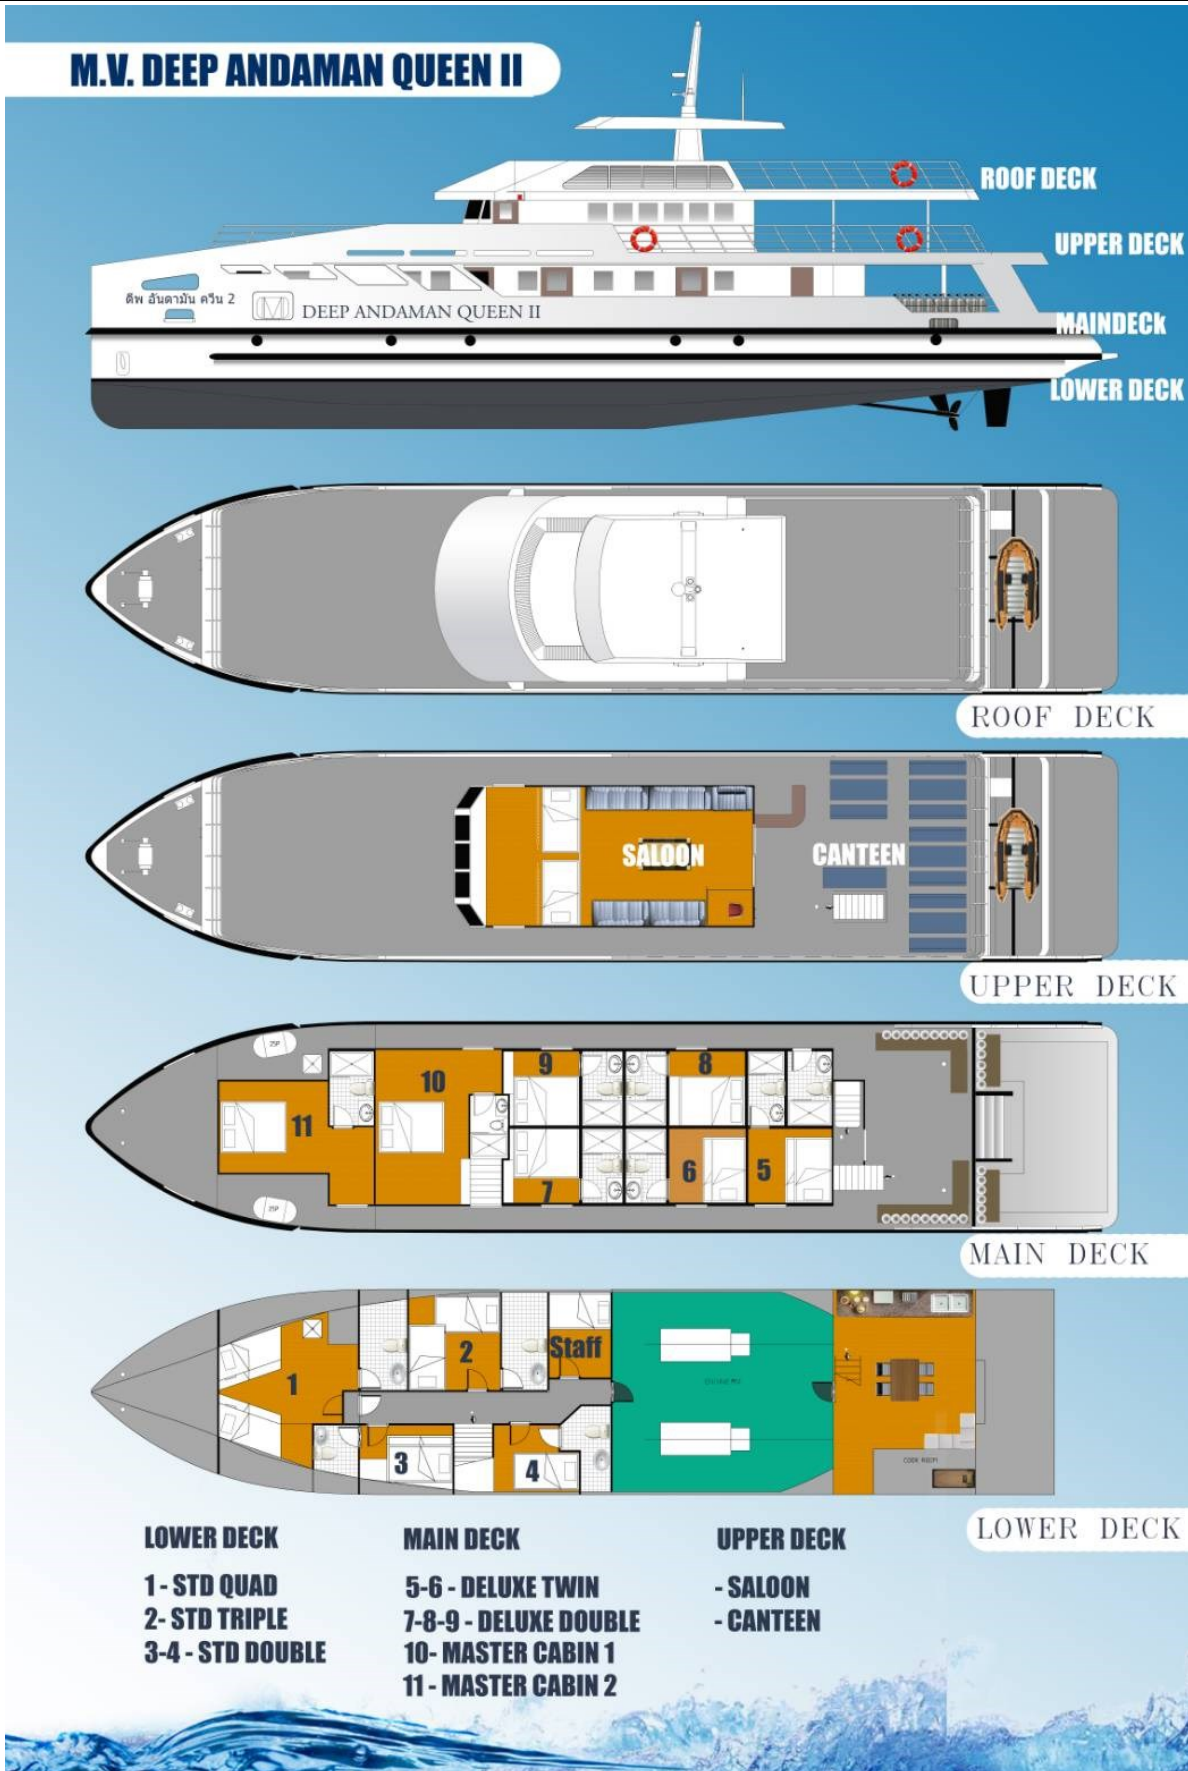 M.V. DEEP ANDAMAN QUEEN II
ROOF DECK
UPPER DECK
ดิพ อันดามัน ควีน 2
DEEP ANDAMAN QUEEN II
MAINDECk
LOWER DECK
ROOF DECK
SALOON
CANTEEN
UPPER DECK
25P
9
8
10
11
6
5
7
25P
MAIN DECK
2
Staff
1
3
4
COOK ROOM
LOWER DECK
LOWER DECK
1 - STD QUAD
2- STD TRIPLE
3-4 - STD DOUBLE
MAIN DECK
5-6 - DELUXE TWIN
7-8-9 - DELUXE DOUBLE
10- MASTER CABIN 1
11 - MASTER CABIN 2
UPPER DECK
- SALOON
- CANTEEN